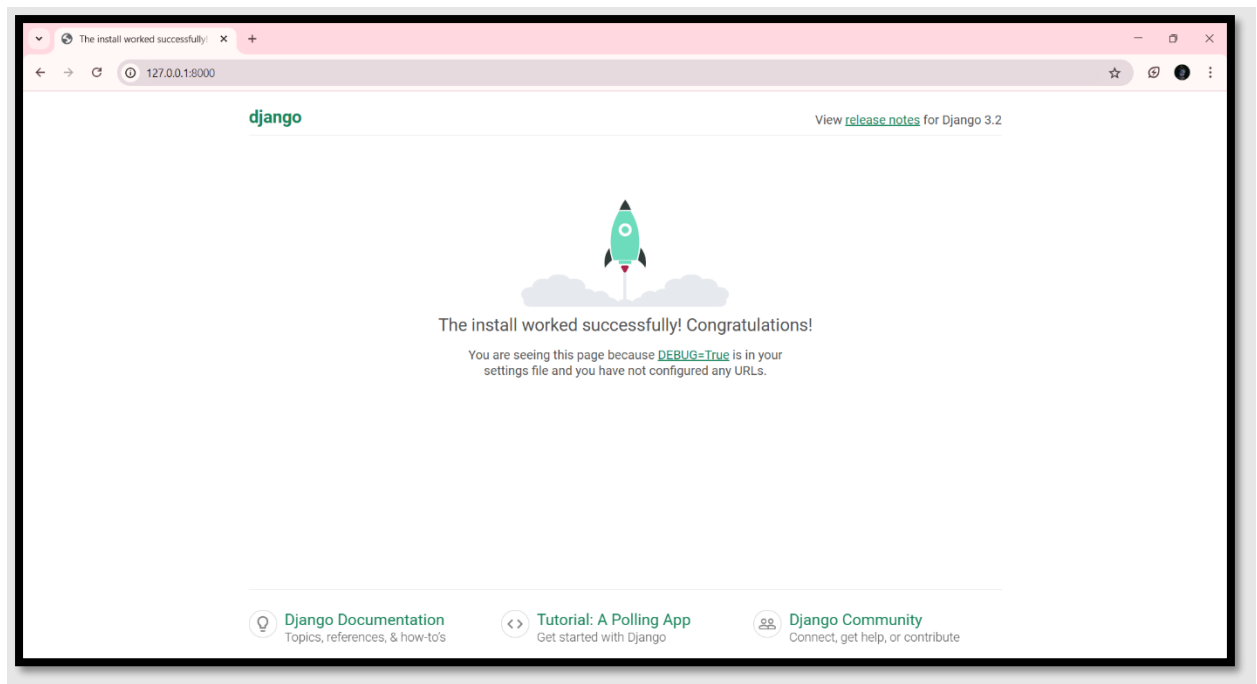 The install worked successfully!
127.0.0.1:8000
django
View release notes for Django 3.2
The install worked successfully! Congratulations!
You are seeing this page because DEBUG=True is in your
settings file and you have not configured any URLs.
Django Documentation
Topics, references, & how-to's
Tutorial: A Polling App
Get started with Django
Django Community
Connect, get help, or contribute